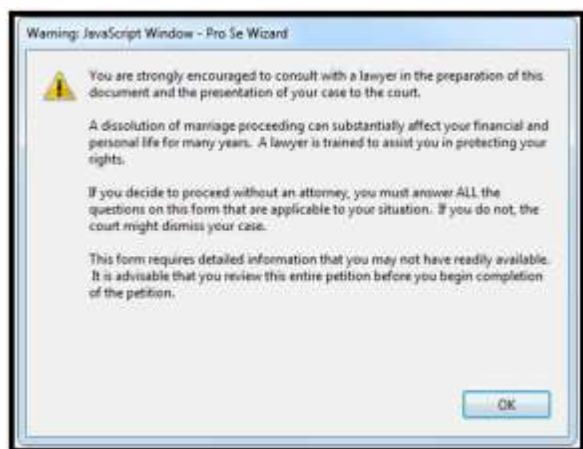 Warning: JavaScript Window - Pro Se Wizard
You are strongly encouraged to consult with a lawyer in the preparation of this
document and the presentation of your case to the court.
A dissolution of marriage proceeding can substantially affect your financial and
personal life for many years.  A lawyer is trained to assist you in protecting your
rights.
If you decide to proceed without an attorney, you must answer ALL the
questions on this form that are applicable to your situation.  If you do not, the
court might dismiss your case.
This form requires detailed information that you may not have readily available.
It is advisable that you review this entire petition before you begin completion
of the petition.
OK